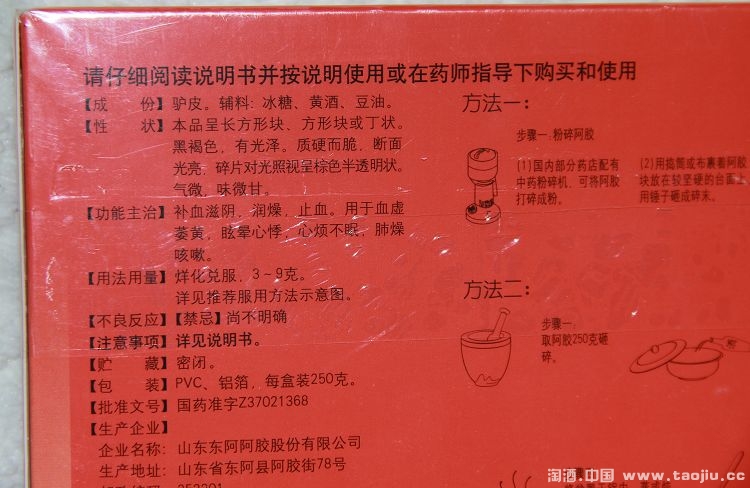 请仔细阅读说明书并按说明使用或在药师指导下购买和使用
【成　份】驴皮。辅料：冰糖、黄酒、豆油。
【性　状】本品呈长方形块、方形块或丁状。
黑褐色，有光泽。质硬而脆，断面
光亮，碎片对光照视呈棕色半透明状。
气微，味微甘。
【功能主治】补血滋阴，润燥，止血。用于血虚
萎黄，眩晕心悸，心烦不眠，肺燥
咳嗽。
【用法用量】烊化兑服，3～9克。
详见推荐服用方法示意图。
【不良反应】【禁忌】尚不明确
【注意事项】详见说明书。
【贮　藏】密闭。
【包　装】PVC、铝箔，每盒装250克。
【批准文号】国药准字Z37021368
【生产企业】
企业名称：山东东阿阿胶股份有限公司
生产地址：山东省东阿县阿胶街78号
方法一：
步骤一：粉碎阿胶
(1)国内部分药店配有
中药粉碎机、可将阿胶
打碎成粉。
(2)用捣筒或布裹着阿胶
块放在较坚硬的台面上
用锤子砸成碎末。
方法二：
步骤一：
取阿胶250克砸
碎。
淘酒.中国 www.taojiu.cc